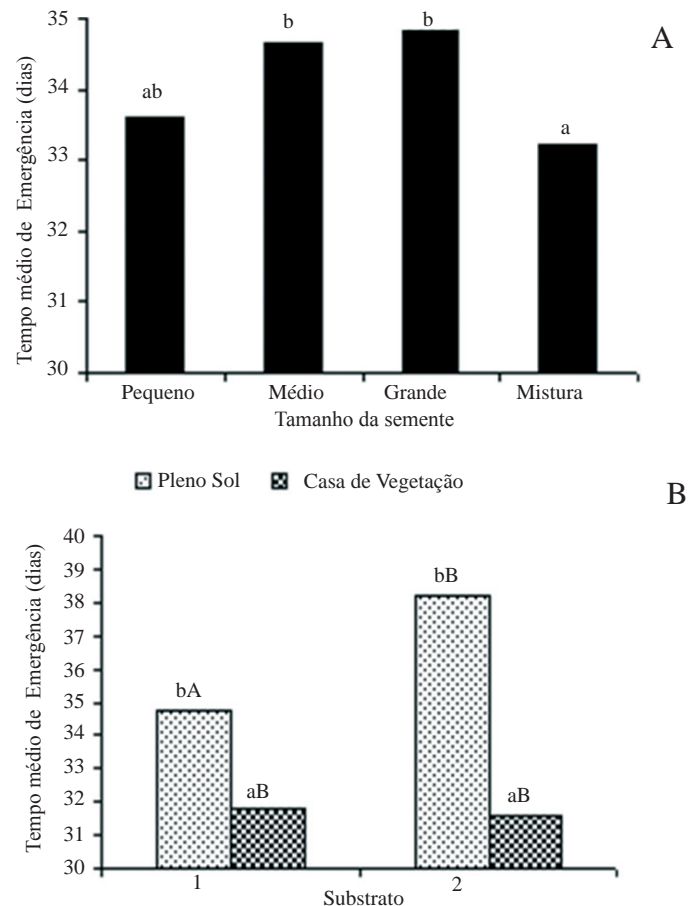 A
Tempo médio de Emergência (dias)
35
34
33
32
31
30
ab
b
b
a
Pequeno Médio Grande Mistura
Tamanho da semente
Pleno Sol Casa de Vegetação
B
Tempo médio de Emergência (dias)
40
39
38
37
36
35
34
33
32
31
30
bA
aB
bB
aB
1 2
Substrato